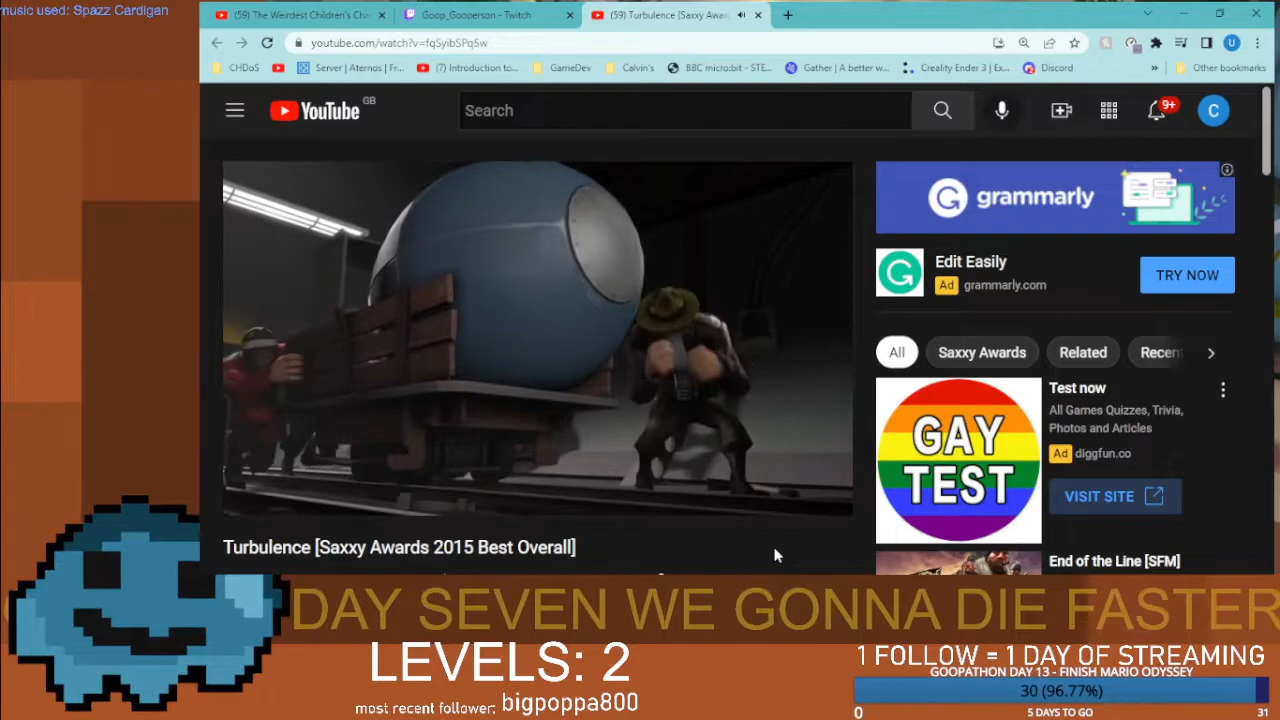 music used: Spazz Cardigan
(59) The Weirdest Children's Cha
Goop_Gooperson - Twitch
(59) Turbulence [Saxxy Awar
youtube.com/watch?v=fqSyibSPq5w
CHDoS
Server | Aternos | Fr...
(7) Introduction to...
GameDev
Calvin's
BBC micro:bit - STE...
Gather | A better w...
Creality Ender 3 | Ex...
Discord
»
Other bookmarks
YouTube GB
Search
9+
C
grammarly
Edit Easily
Ad grammarly.com
TRY NOW
All
Saxxy Awards
Related
Recen
GAY TEST
Test now
All Games Quizzes, Trivia,
Photos and Articles
Ad diggfun.co
VISIT SITE
Turbulence [Saxxy Awards 2015 Best Overall]
End of the Line [SFM]
DAY SEVEN WE GONNA DIE FASTER
LEVELS: 2
most recent follower: bigpoppa800
1 FOLLOW = 1 DAY OF STREAMING
GOOPATHON DAY 13 - FINISH MARIO ODYSSEY
30 (96.77%)
0
5 DAYS TO GO
31